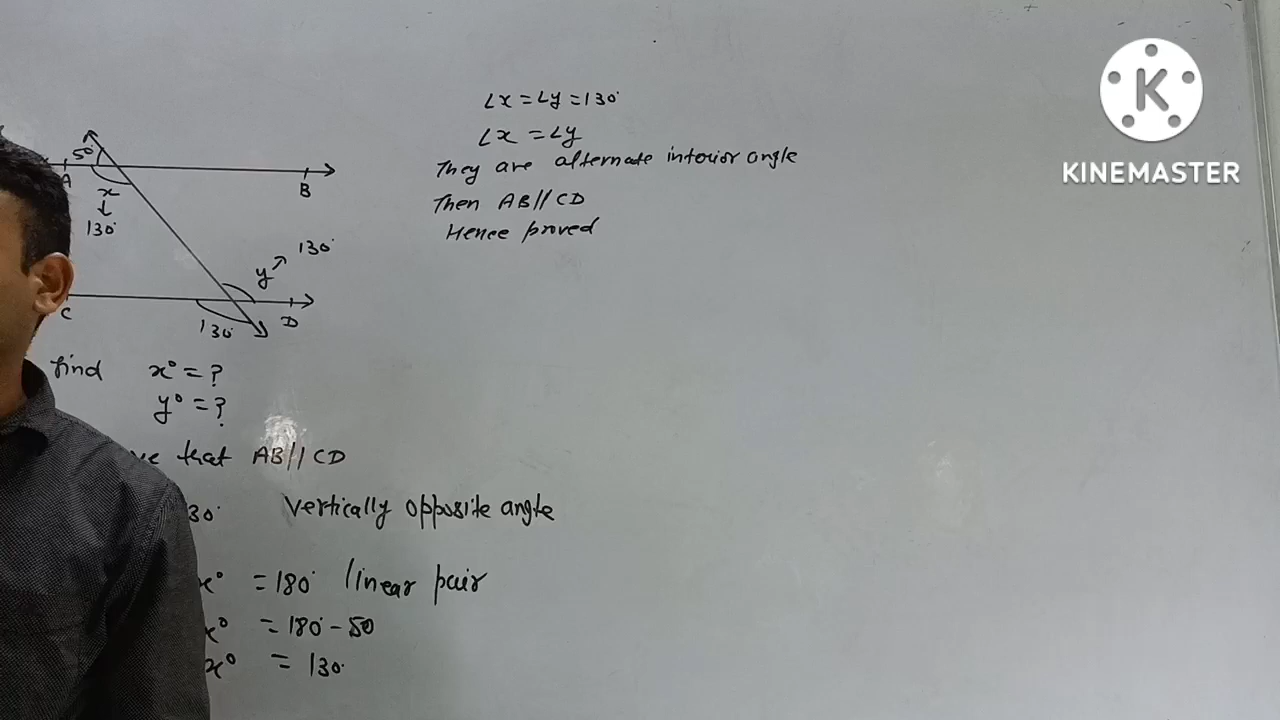 50°
A
B
x
↓
130°
y ↗ 130°
C
130°
D
find x° = ?
y° = ?
that AB//CD
30° Vertically opposite angle
x° = 180° linear pair
x° = 180° - 50
x° = 130°
∠x = ∠y = 130°
∠x = ∠y
They are alternate interior angle
Then AB//CD
Hence proved
K
KINEMASTER